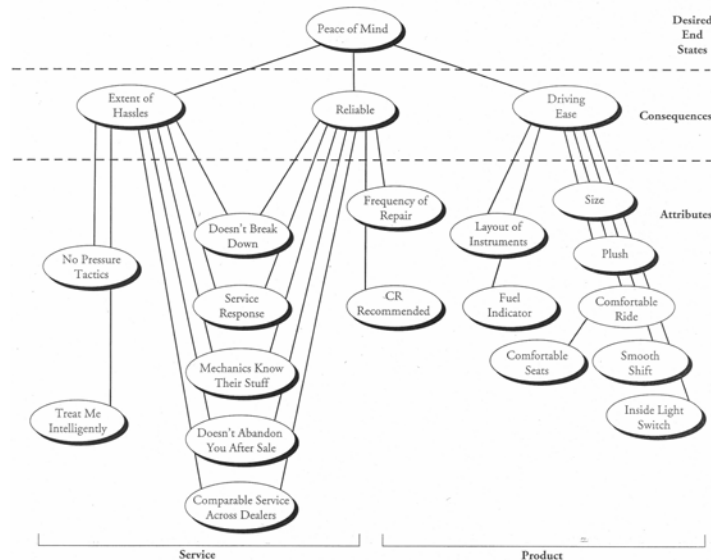 Peace of Mind
Desired
End
States
Extent of
Hassles
Reliable
Driving
Ease
Consequences
Size
Frequency of
Repair
Attributes
Doesn't Break
Down
Layout of
Instruments
No Pressure
Tactics
Plush
Service
Response
CR
Recommended
Fuel
Indicator
Comfortable
Ride
Mechanics Know
Their Stuff
Comfortable
Seats
Smooth
Shift
Treat Me
Intelligently
Inside Light
Switch
Doesn't Abandon
You After Sale
Comparable Service
Across Dealers
Service
Product